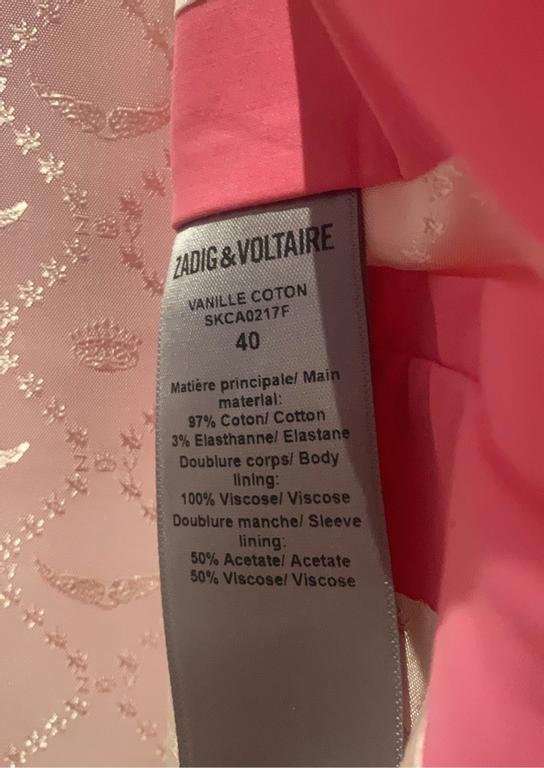 ZADIG&VOLTAIRE
VANILLE COTON
SKCA0217F
40
Matière principale/ Main
material:
97% Coton/ Cotton
3% Elasthanne/ Elastane
Doublure corps/ Body
lining:
100% Viscose/ Viscose
Doublure manche/ Sleeve
lining:
50% Acetate/ Acetate
50% Viscose/ Viscose